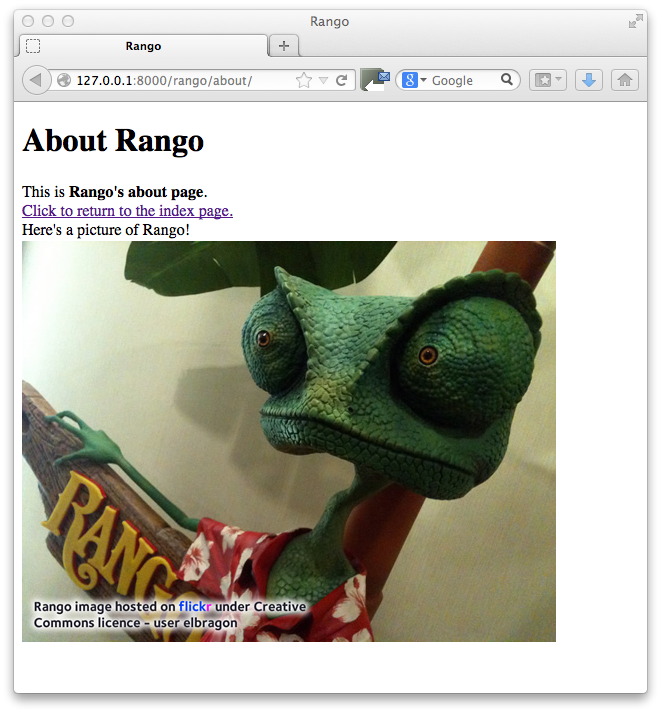 Rango
Rango
127.0.0.1:8000/rango/about/
Google
About Rango
This is Rango's about page.
Click to return to the index page.
Here's a picture of Rango!
RANGO
Rango image hosted on flickr under Creative
Commons licence - user elbragon